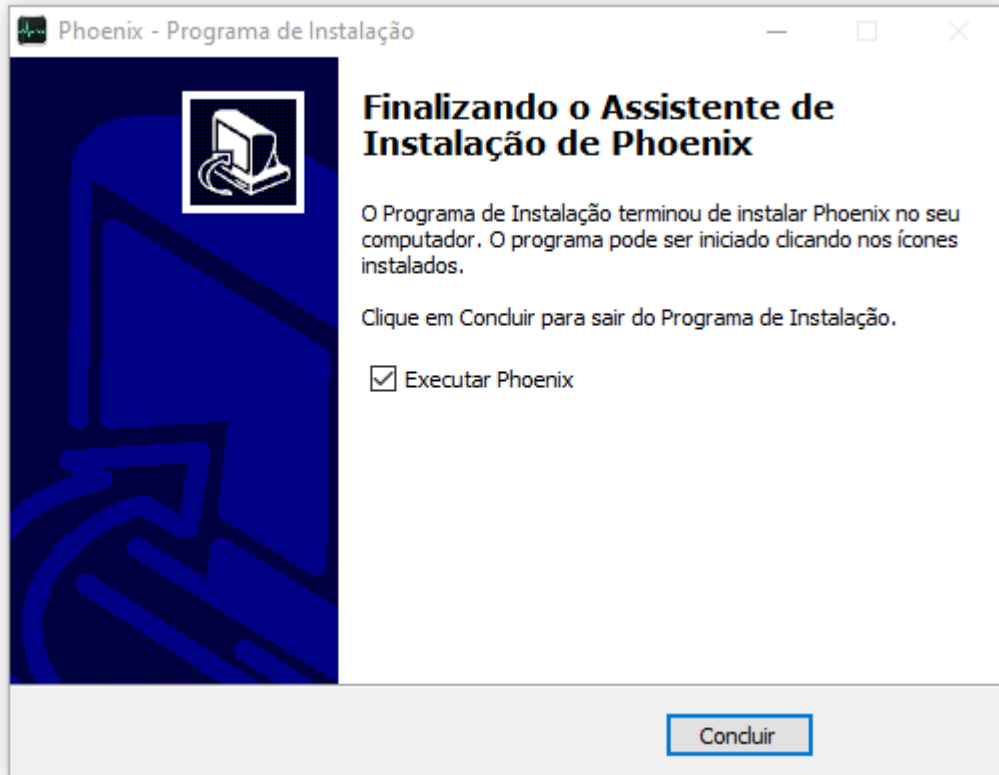 Phoenix - Programa de Instalação
Finalizando o Assistente de
Instalação de Phoenix
O Programa de Instalação terminou de instalar Phoenix no seu
computador. O programa pode ser iniciado clicando nos ícones
instalados.
Clique em Concluir para sair do Programa de Instalação.
Executar Phoenix
Concluir